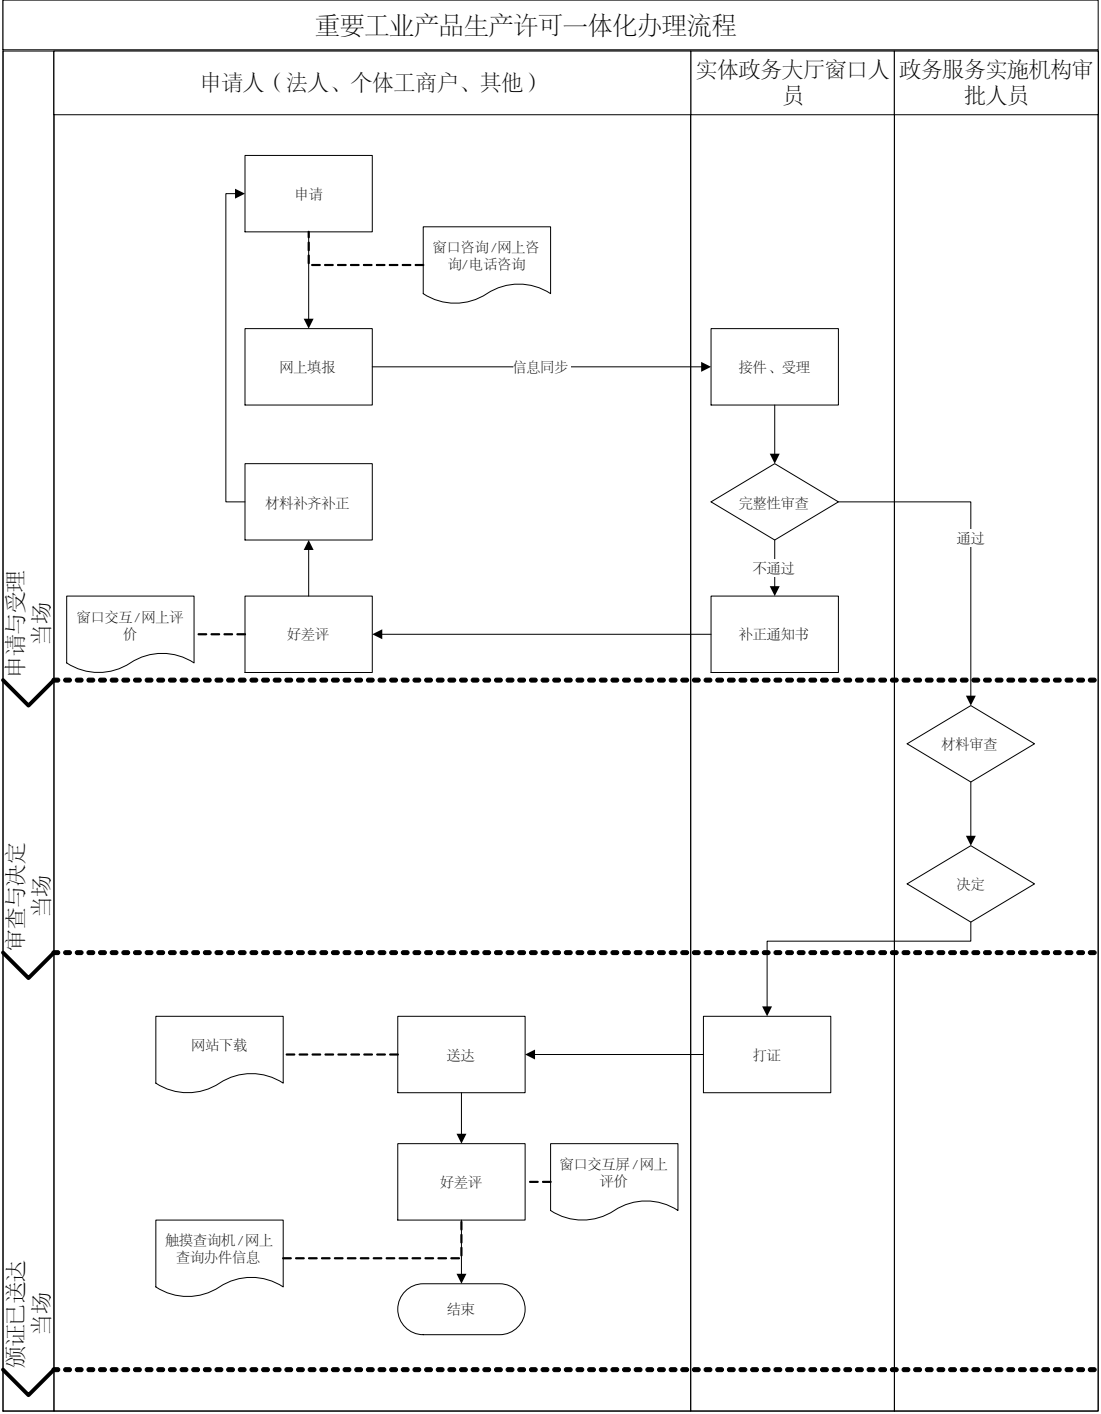 重要工业产品生产许可一体化办理流程
申请人（法人、个体工商户、其他）
实体政务大厅窗口人
员
政务服务实施机构审
批人员
申请
窗口咨询/网上咨
询/电话咨询
网上填报
信息同步
接件、受理
材料补齐补正
完整性审查
通过
不通过
申请与受理
当场
窗口交互/网上评
价
好差评
补正通知书
材料审查
审查与决定
当场
决定
网站下载
送达
打证
好差评
窗口交互屏/网上
评价
触摸查询机/网上
查询办件信息
结束
颁证已送达
当场